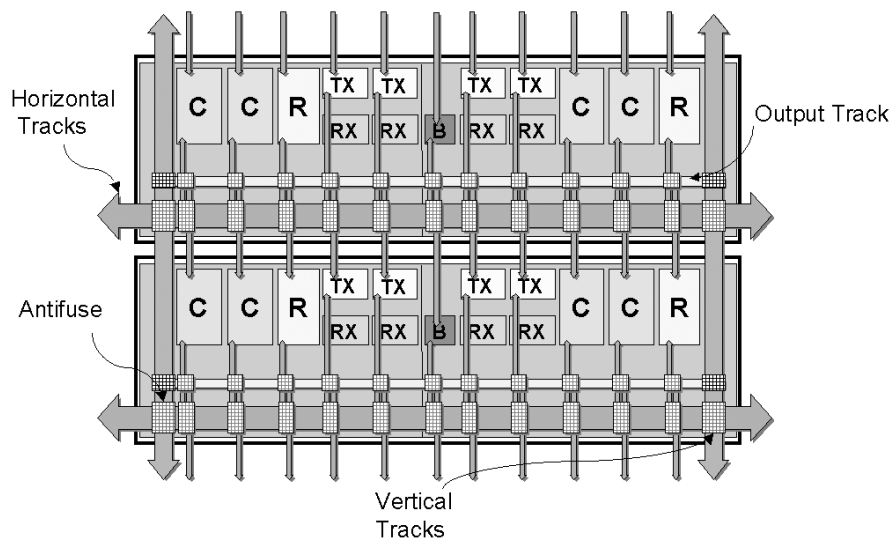 TX TX TX TX
C C R C C R
Horizontal
Tracks
Output Track
RX RX B RX RX
TX TX TX TX
C C R C C R
Antifuse
RX RX B RX RX
Vertical
Tracks